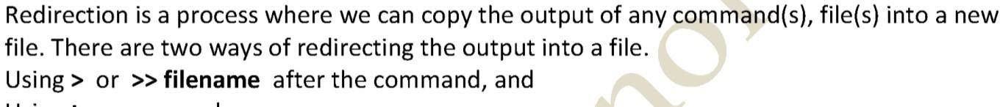 Redirection is a process where we can copy the output of any command(s), file(s) into a new
file. There are two ways of redirecting the output into a file.
Using > or >> filename after the command, and